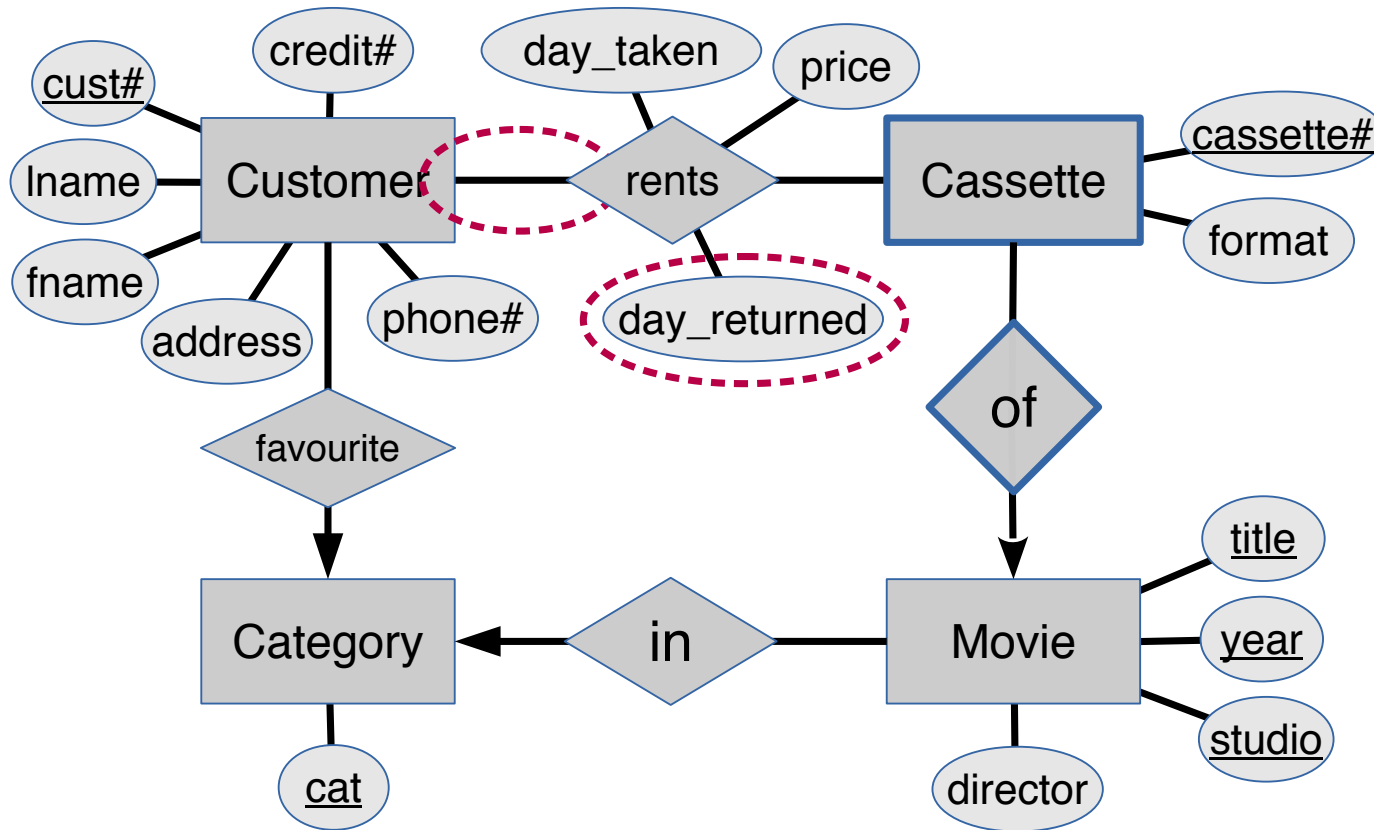 credit#
day_taken
price
cust#
cassette#
lname
Customer
rents
Cassette
format
fname
address
phone#
day_returned
of
favourite
title
Category
in
Movie
year
studio
cat
director